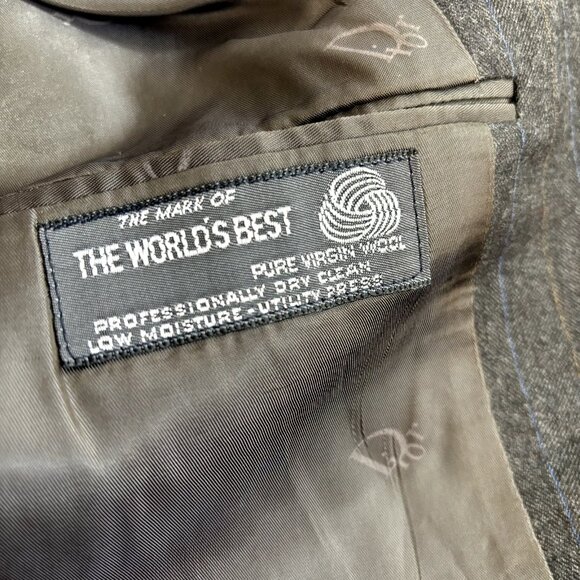 Dior
THE MARK OF
THE WORLD'S BEST
PURE VIRGIN WOOL
PROFESSIONALLY DRY CLEAN
LOW MOISTURE - UTILITY PRESS
Dior